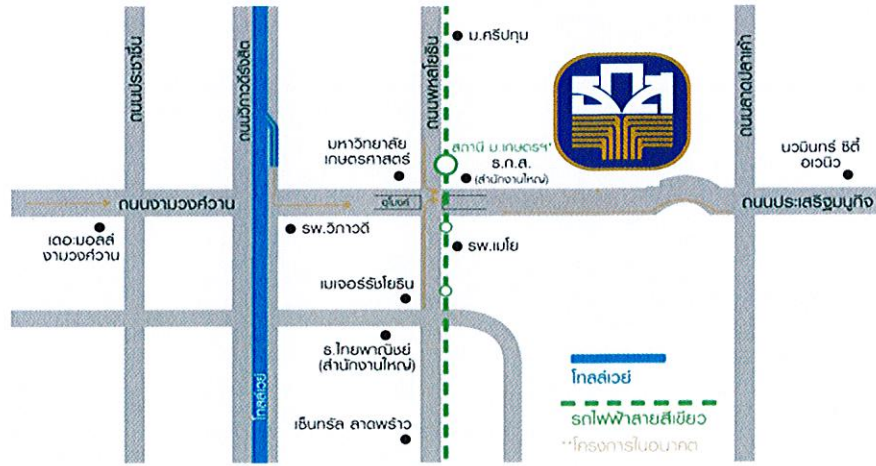 ม.ศรีปทุม
ถนนประชาชื่น
ถนนวิภาวดีรังสิต
ถนนพหลโยธิน
ถนนลาดปลาเค้า
ธกส
มหาวิทยาลัย
เกษตรศาสตร์
สถานี ม.เกษตรฯ*
ธ.ก.ส.
(สำนักงานใหญ่)
นวมินทร์ ซิตี้
อเวนิว
ถนนงามวงศ์วาน
อุโมงค์
ถนนประเสริฐมนูกิจ
เดอะมอลล์
งามวงศ์วาน
รพ.วิภาวดี
รพ.เมโย
เมเจอร์รัชโยธิน
ธ.ไทยพาณิชย์
(สำนักงานใหญ่)
โทลล์เวย์
โทลล์เวย์
รถไฟฟ้าสายสีเขียว
**โครงการในอนาคต
เซ็นทรัล ลาดพร้าว